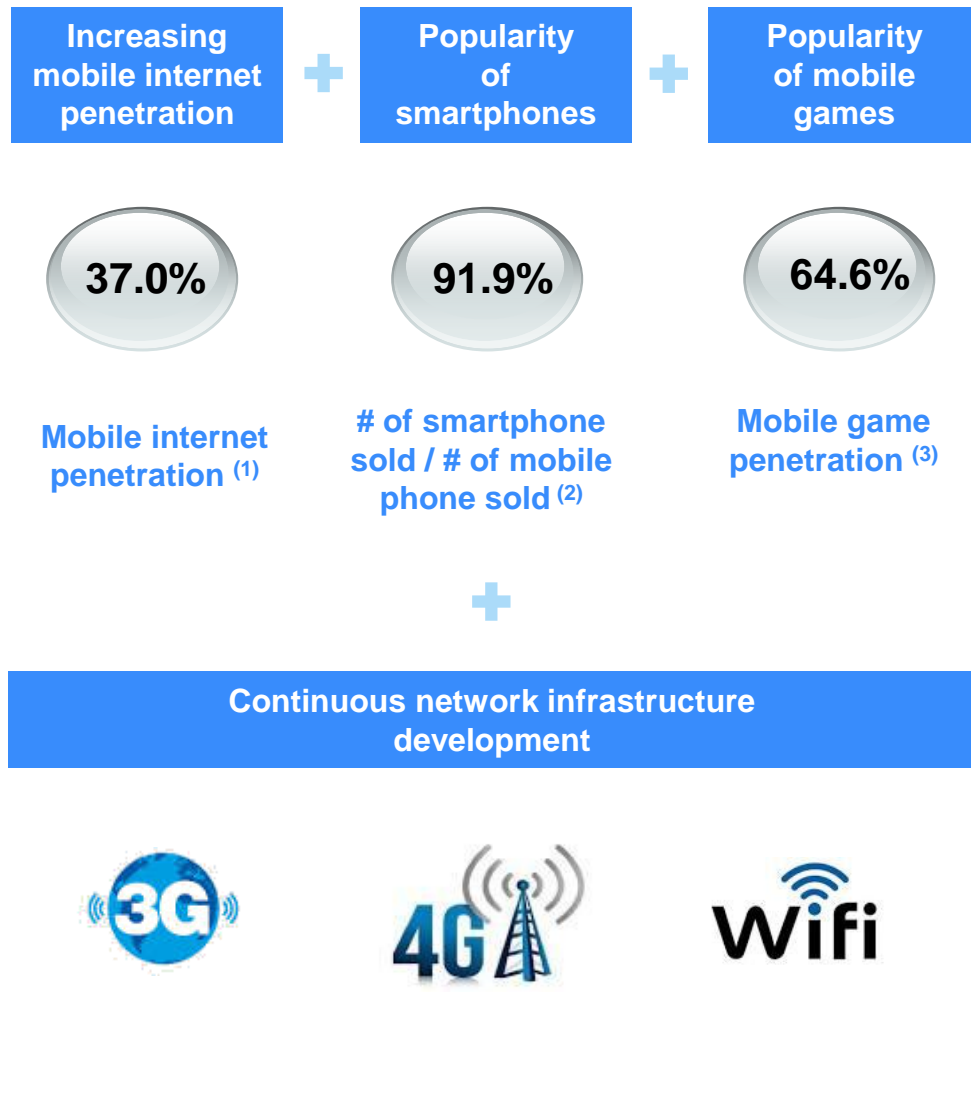 Increasing
mobile internet
penetration
Popularity
of
smartphones
Popularity
of mobile
games
37.0%
91.9%
64.6%
Mobile internet
penetration (1)
# of smartphone
sold / # of mobile
phone sold (2)
Mobile game
penetration (3)
Continuous network infrastructure
development
3G
4G
Wifi